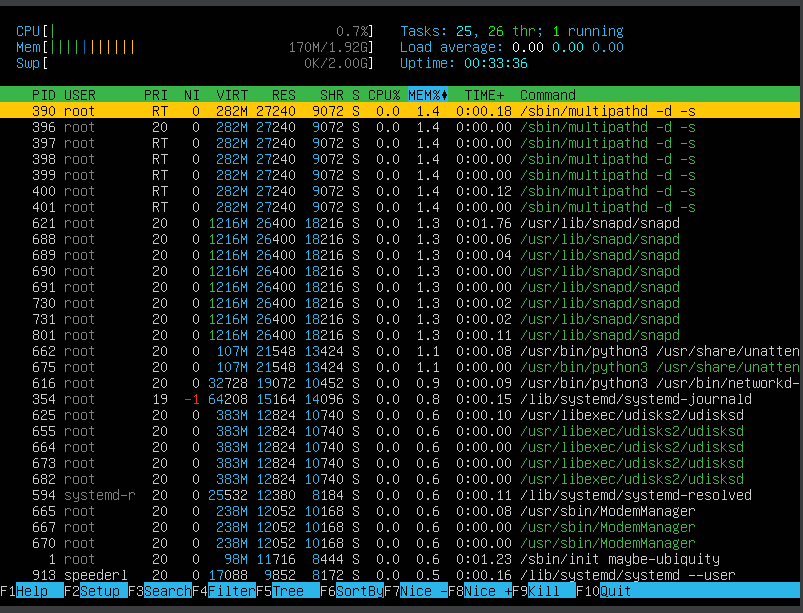 CPU[| 0.7%] Tasks: 25, 26 thr; 1 running
Mem[||||||||||||| 170M/1.92G] Load average: 0.00 0.00 0.00
Swp[ 0K/2.00G] Uptime: 00:33:36
PID USER PRI NI VIRT RES SHR S CPU% MEM% TIME+ Command
390 root RT 0 282M 27240 9072 S 0.0 1.4 0:00.18 /sbin/multipathd -d -s
396 root 20 0 282M 27240 9072 S 0.0 1.4 0:00.00 /sbin/multipathd -d -s
397 root RT 0 282M 27240 9072 S 0.0 1.4 0:00.00 /sbin/multipathd -d -s
398 root RT 0 282M 27240 9072 S 0.0 1.4 0:00.00 /sbin/multipathd -d -s
399 root RT 0 282M 27240 9072 S 0.0 1.4 0:00.00 /sbin/multipathd -d -s
400 root RT 0 282M 27240 9072 S 0.0 1.4 0:00.12 /sbin/multipathd -d -s
401 root RT 0 282M 27240 9072 S 0.0 1.4 0:00.00 /sbin/multipathd -d -s
621 root 20 0 1216M 26400 18216 S 0.0 1.3 0:01.76 /usr/lib/snapd/snapd
688 root 20 0 1216M 26400 18216 S 0.0 1.3 0:00.06 /usr/lib/snapd/snapd
689 root 20 0 1216M 26400 18216 S 0.0 1.3 0:00.04 /usr/lib/snapd/snapd
690 root 20 0 1216M 26400 18216 S 0.0 1.3 0:00.00 /usr/lib/snapd/snapd
691 root 20 0 1216M 26400 18216 S 0.0 1.3 0:00.00 /usr/lib/snapd/snapd
730 root 20 0 1216M 26400 18216 S 0.0 1.3 0:00.02 /usr/lib/snapd/snapd
731 root 20 0 1216M 26400 18216 S 0.0 1.3 0:00.02 /usr/lib/snapd/snapd
801 root 20 0 1216M 26400 18216 S 0.0 1.3 0:00.11 /usr/lib/snapd/snapd
662 root 20 0 107M 21548 13424 S 0.0 1.1 0:00.08 /usr/bin/python3 /usr/share/unatten
675 root 20 0 107M 21548 13424 S 0.0 1.1 0:00.00 /usr/bin/python3 /usr/share/unatten
616 root 20 0 32728 19072 10452 S 0.0 0.9 0:00.09 /usr/bin/python3 /usr/bin/networkd-
354 root 19 -1 64208 15164 14096 S 0.0 0.8 0:00.15 /lib/systemd/systemd-journald
625 root 20 0 383M 12824 10740 S 0.0 0.6 0:00.10 /usr/libexec/udisks2/udisksd
655 root 20 0 383M 12824 10740 S 0.0 0.6 0:00.00 /usr/libexec/udisks2/udisksd
664 root 20 0 383M 12824 10740 S 0.0 0.6 0:00.00 /usr/libexec/udisks2/udisksd
673 root 20 0 383M 12824 10740 S 0.0 0.6 0:00.00 /usr/libexec/udisks2/udisksd
682 root 20 0 383M 12824 10740 S 0.0 0.6 0:00.00 /usr/libexec/udisks2/udisksd
594 systemd-r 20 0 25532 12380 8184 S 0.0 0.6 0:00.11 /lib/systemd/systemd-resolved
665 root 20 0 238M 12052 10168 S 0.0 0.6 0:00.08 /usr/sbin/ModemManager
667 root 20 0 238M 12052 10168 S 0.0 0.6 0:00.00 /usr/sbin/ModemManager
670 root 20 0 238M 12052 10168 S 0.0 0.6 0:00.00 /usr/sbin/ModemManager
1 root 20 0 98M 11716 8444 S 0.0 0.6 0:01.23 /sbin/init maybe-ubiquity
913 speeder1 20 0 17088 9852 8172 S 0.0 0.5 0:00.16 /lib/systemd/systemd --user
F1Help F2Setup F3SearchF4FilterF5Tree F6SortByF7Nice -F8Nice +F9Kill F10Quit